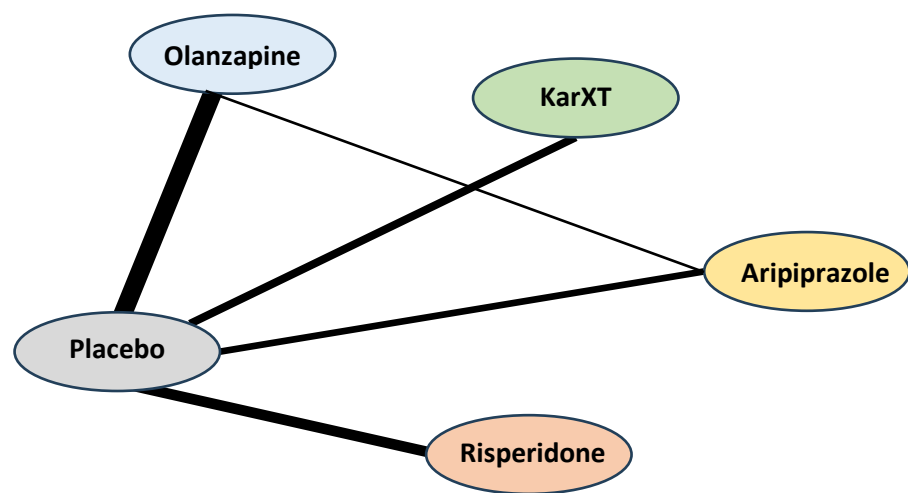 Olanzapine
KarXT
Aripiprazole
Placebo
Risperidone